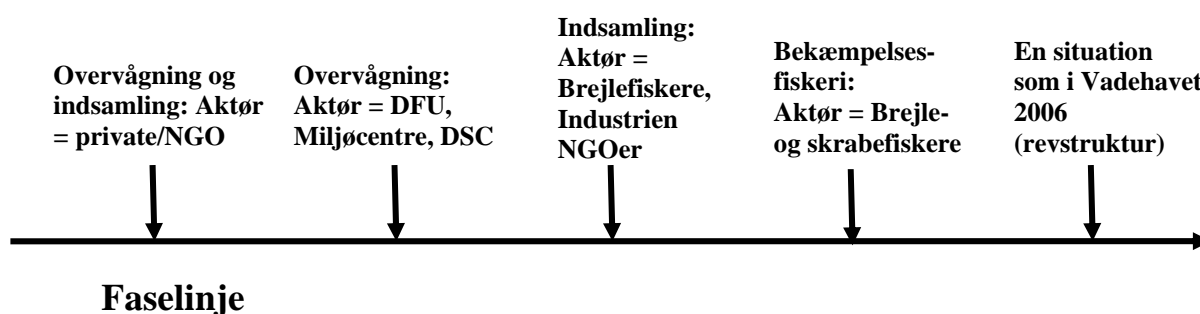 Overvågning og
indsamling: Aktør
= private/NGO
Overvågning:
Aktør = DFU,
Miljøcentre, DSC
Indsamling:
Aktør =
Brejlefiskere,
Industrien
NGOer
Bekæmpelses-
fiskeri:
Aktør = Brejle-
og skrabefiskere
En situation
som i Vadehavet
2006
(revstruktur)
Faselinje